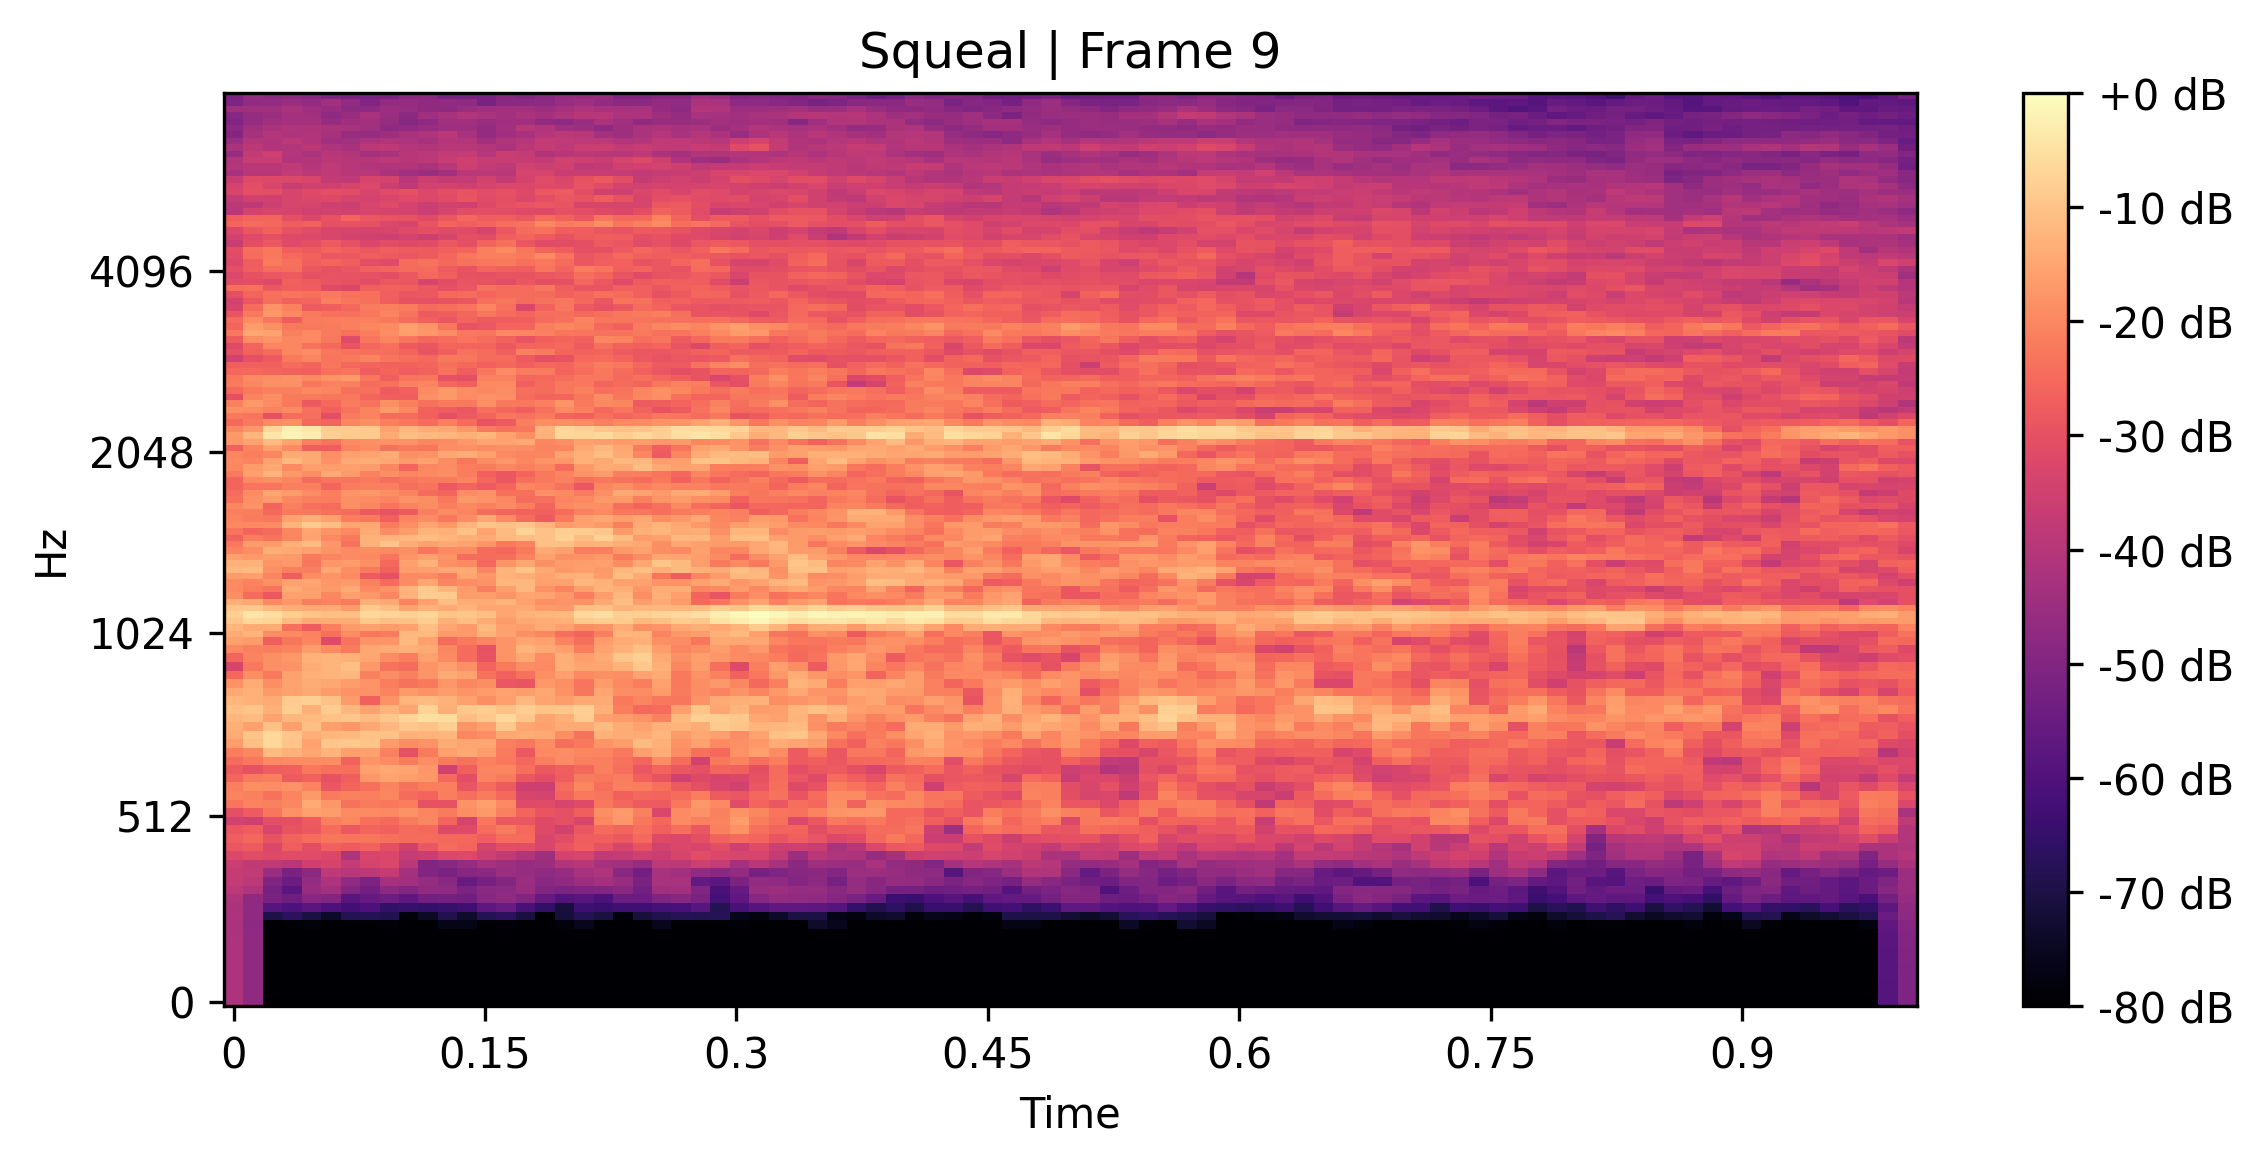 Squeal | Frame 9
+0 dB
-10 dB
-20 dB
-30 dB
-40 dB
-50 dB
-60 dB
-70 dB
-80 dB
Hz
4096
2048
1024
512
0
0 0.15 0.3 0.45 0.6 0.75 0.9
Time